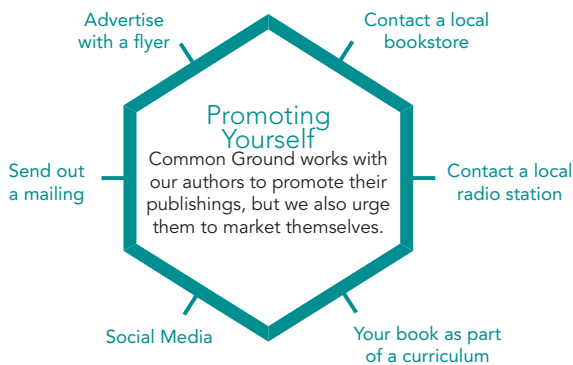 Advertise
with a flyer
Contact a local
bookstore
Promoting
Yourself
Common Ground works with
our authors to promote their
publishings, but we also urge
them to market themselves.
Send out
a mailing
Contact a local
radio station
Social Media
Your book as part
of a curriculum